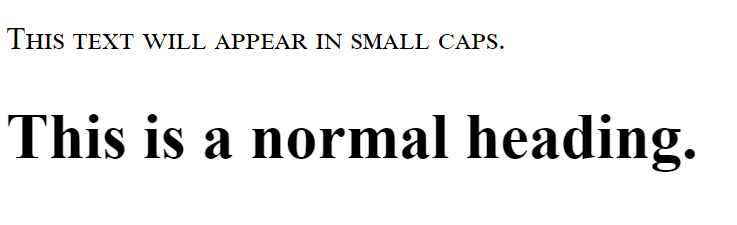 This text will appear in small caps.
This is a normal heading.